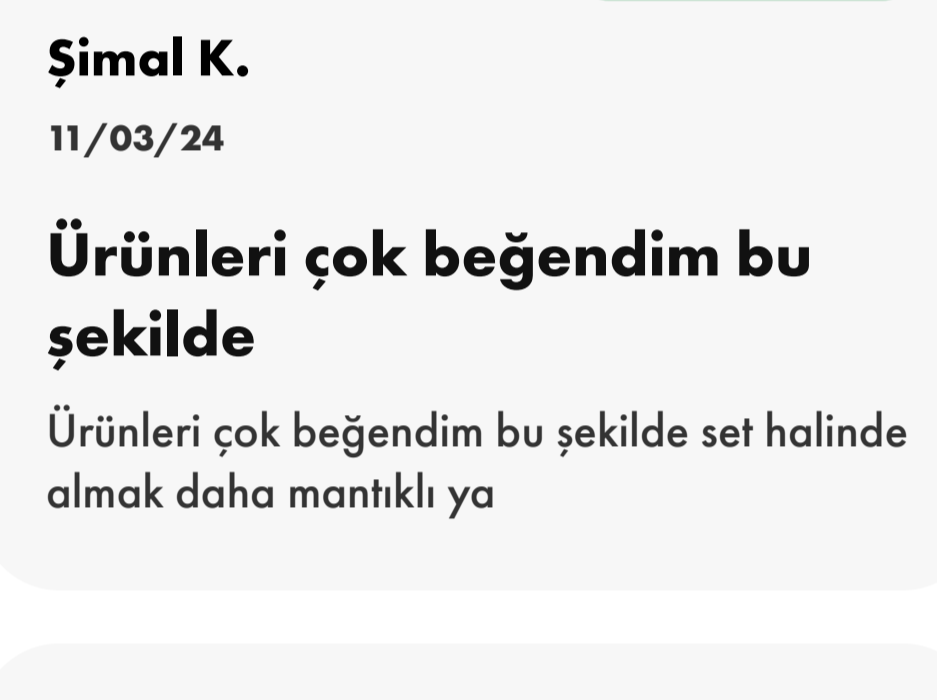 Şimal K.
11/03/24
Ürünleri çok beğendim bu
şekilde
Ürünleri çok beğendim bu şekilde set halinde
almak daha mantıklı ya